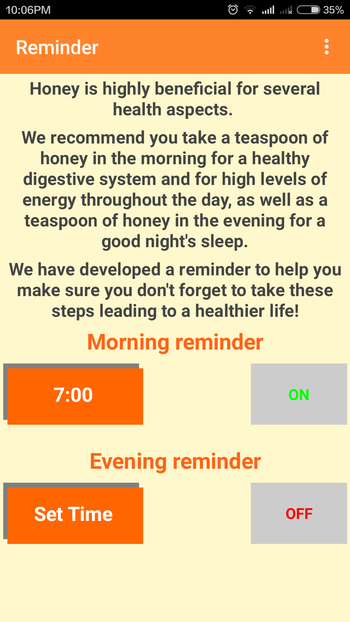 10:06PM
35%
Reminder
Honey is highly beneficial for several
health aspects.
We recommend you take a teaspoon of
honey in the morning for a healthy
digestive system and for high levels of
energy throughout the day, as well as a
teaspoon of honey in the evening for a
good night's sleep.
We have developed a reminder to help you
make sure you don't forget to take these
steps leading to a healthier life!
Morning reminder
7:00
ON
Evening reminder
Set Time
OFF